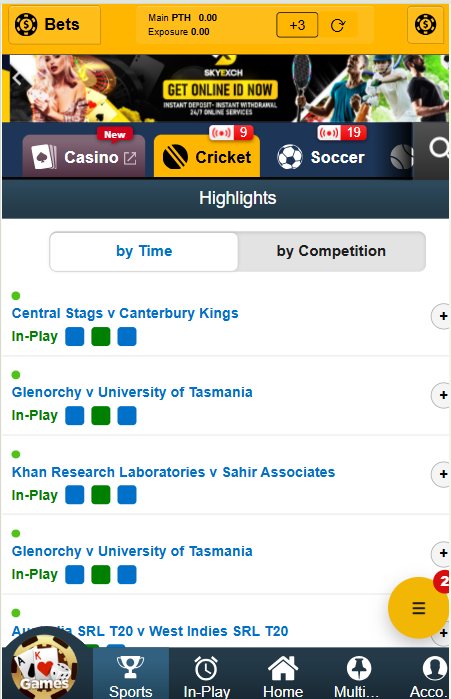 Bets
Main PTH 0.00
Exposure 0.00
+3
SKYEXCH
GET ONLINE ID NOW
INSTANT DEPOSIT- INSTANT WITHDRAWAL
24/7 ONLINE SERVICES
New
9
19
Casino
Cricket
Soccer
Highlights
by Time
by Competition
Central Stags v Canterbury Kings
In-Play
+
Glenorchy v University of Tasmania
In-Play
+
Khan Research Laboratories v Sahir Associates
In-Play
+
Glenorchy v University of Tasmania
In-Play
+
2
SRL T20 v West Indies SRL T20
+
A K
Games
Sports
In-Play
Home
Multi...
Acco